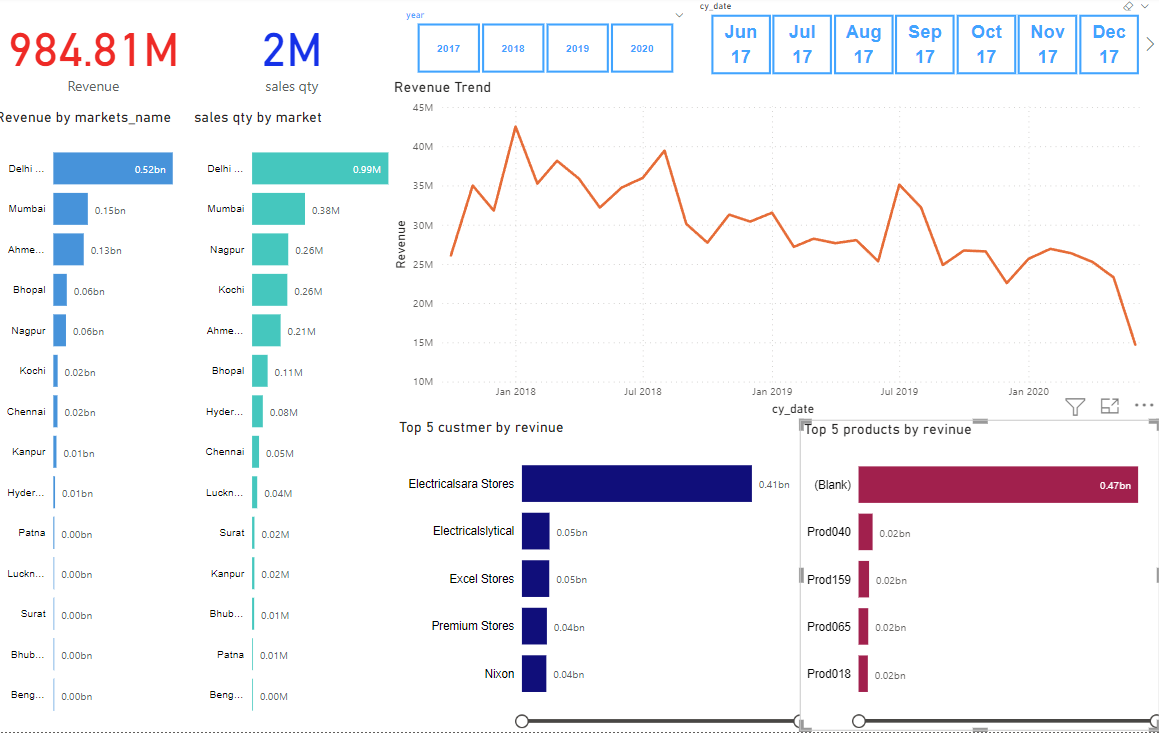 984.81M
Revenue
2M
sales qty
year
2017
2018
2019
2020
cy_date
Jun
17
Jul
17
Aug
17
Sep
17
Oct
17
Nov
17
Dec
17
Revenue by markets_name
Delhi ... 0.52bn
Mumbai 0.15bn
Ahme... 0.13bn
Bhopal 0.06bn
Nagpur 0.06bn
Kochi 0.02bn
Chennai 0.02bn
Kanpur 0.01bn
Hyder... 0.01bn
Patna 0.00bn
Luckn... 0.00bn
Surat 0.00bn
Bhub... 0.00bn
Beng... 0.00bn
sales qty by market
Delhi ... 0.99M
Mumbai 0.38M
Nagpur 0.26M
Kochi 0.26M
Ahme... 0.21M
Bhopal 0.11M
Hyder... 0.08M
Chennai 0.05M
Luckn... 0.04M
Surat 0.02M
Kanpur 0.02M
Bhub... 0.01M
Patna 0.01M
Beng... 0.00M
Revenue Trend
Revenue
45M
40M
35M
30M
25M
20M
15M
10M
Jan 2018
Jul 2018
Jan 2019
Jul 2019
Jan 2020
cy_date
Top 5 custmer by revinue
Electricalsara Stores 0.41bn
Electricalslytical 0.05bn
Excel Stores 0.05bn
Premium Stores 0.04bn
Nixon 0.04bn
Top 5 products by revinue
(Blank) 0.47bn
Prod040 0.02bn
Prod159 0.02bn
Prod065 0.02bn
Prod018 0.02bn